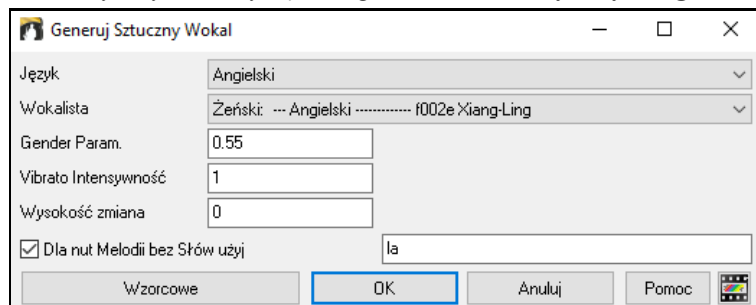 Generuj Sztuczny Wokal
Język Angielski
Wokalista Żeński: --- Angielski ------------- f002e Xiang-Ling
Gender Param. 0.55
Vibrato Intensywność 1
Wysokość zmiana 0
Dla nut Melodii bez Słów użyj la
Wzorcowe OK Anuluj Pomoc